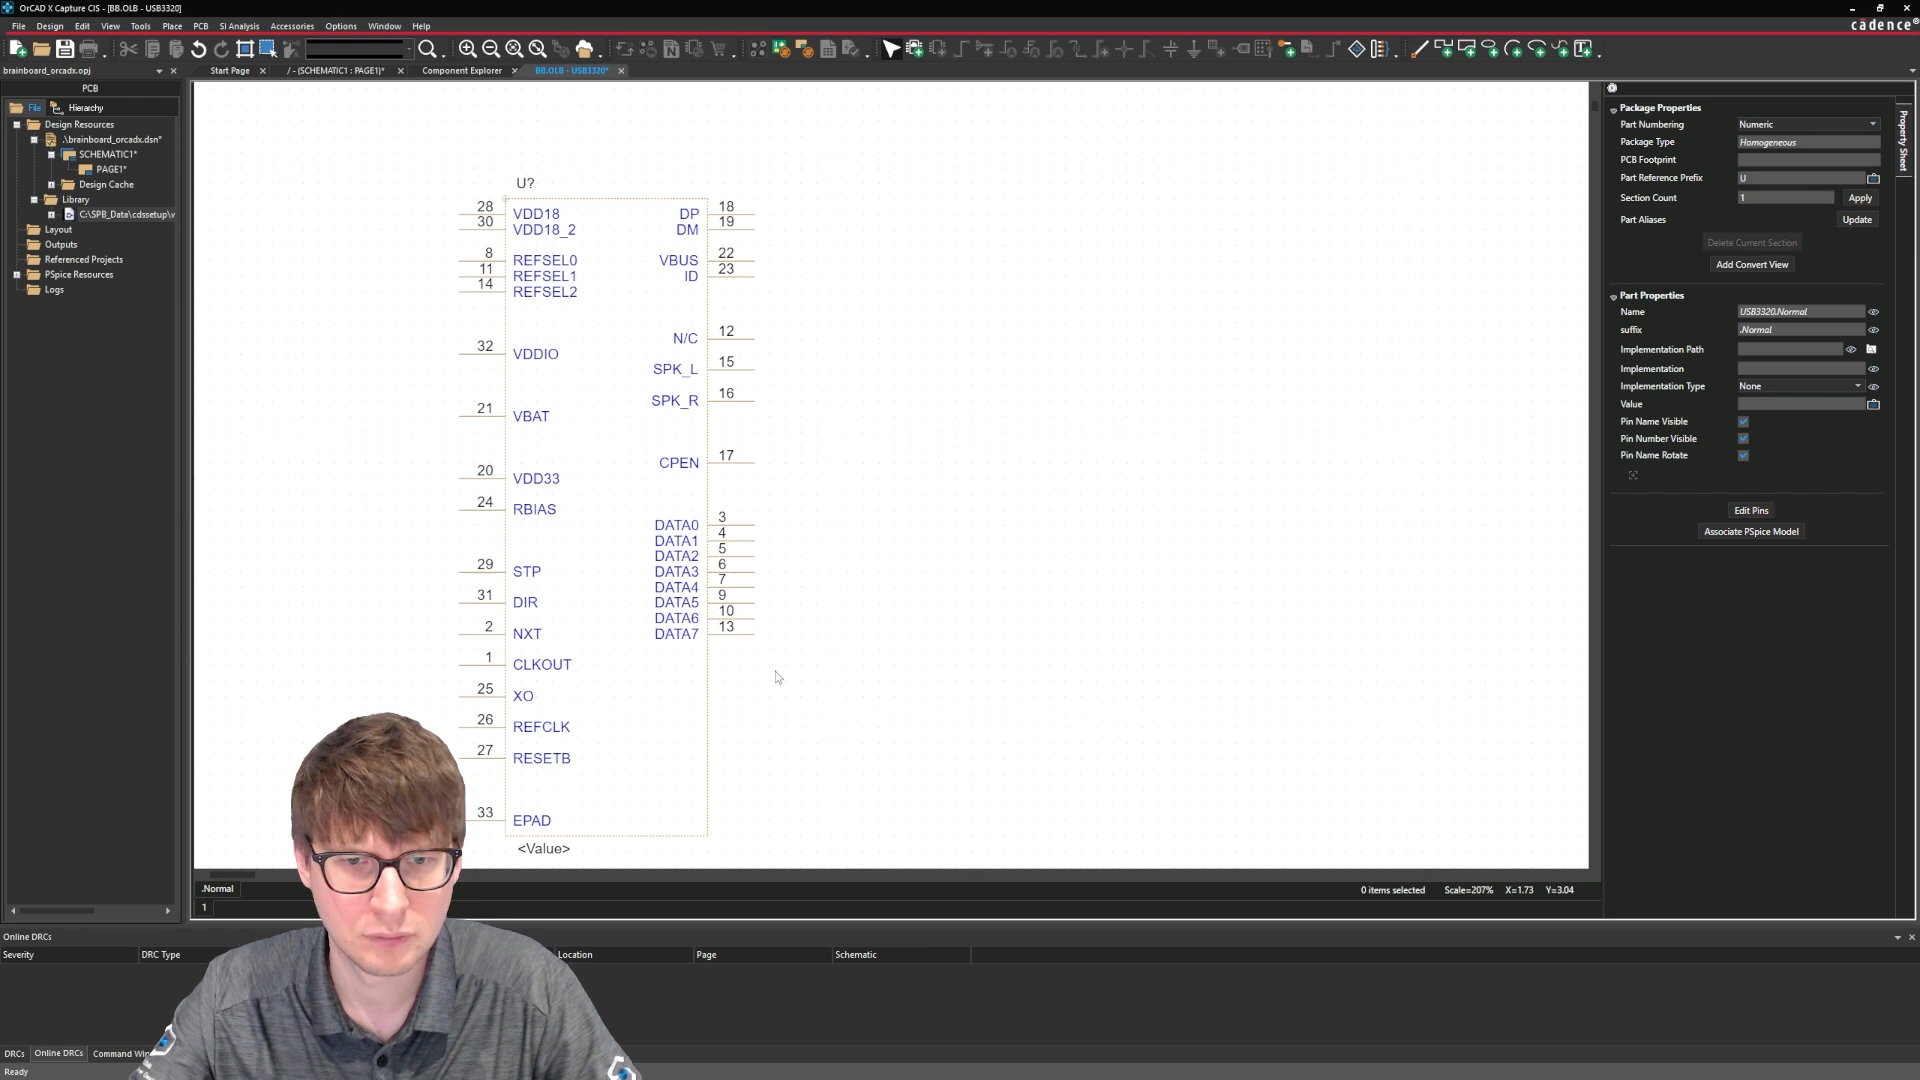 OrCAD X Capture CIS - [BB.OLB - USB3320]
File Design Edit View Tools Place PCB SI Analysis Accessories Options Window Help
cādence
brainboard_orcadx.opj
Start Page
/ - (SCHEMATIC1 : PAGE1)*
Component Explorer
BB.OLB - USB3320*
PCB
File Hierarchy
Design Resources
.\brainboard_orcadx.dsn*
SCHEMATIC1*
PAGE1*
Design Cache
Library
C:\SPB_Data\cdssetup\w
Layout
Outputs
Referenced Projects
PSpice Resources
Logs
U?
28 VDD18 DP 18
30 VDD18_2 DM 19
8 REFSEL0 VBUS 22
11 REFSEL1 ID 23
14 REFSEL2
N/C 12
32 VDDIO
SPK_L 15
SPK_R 16
21 VBAT
CPEN 17
20 VDD33
24 RBIAS
DATA0 3
DATA1 4
DATA2 5
29 STP DATA3 6
DATA4 7
31 DIR DATA5 9
DATA6 10
2 NXT DATA7 13
1 CLKOUT
25 XO
26 REFCLK
27 RESETB
33 EPAD
<Value>
.Normal
0 items selected Scale=207% X=1.73 Y=3.04
1
Property Sheet
Package Properties
Part Numbering Numeric
Package Type Homogeneous
PCB Footprint
Part Reference Prefix U
Section Count 1 Apply
Part Aliases Update
Delete Current Section
Add Convert View
Part Properties
Name USB3320.Normal
suffix .Normal
Implementation Path
Implementation
Implementation Type None
Value
Pin Name Visible
Pin Number Visible
Pin Name Rotate
Edit Pins
Associate PSpice Model
Online DRCs
Severity DRC Type Location Page Schematic
DRCs Online DRCs Command Win
Ready